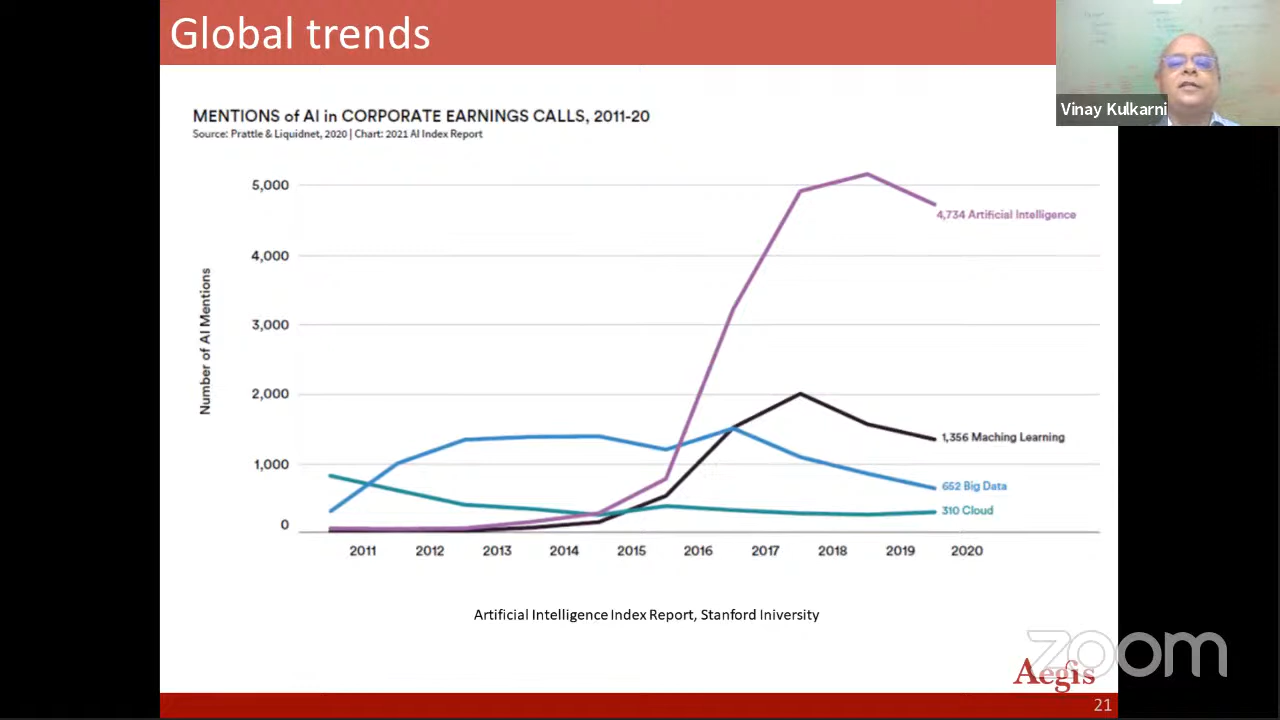 Global trends
Vinay Kulkarni
MENTIONS of AI in CORPORATE EARNINGS CALLS, 2011-20
Source: Prattle & Liquidnet, 2020 | Chart: 2021 AI Index Report
Number of AI Mentions
5,000
4,000
3,000
2,000
1,000
0
4,734 Artificial Intelligence
1,356 Maching Learning
652 Big Data
310 Cloud
2011 2012 2013 2014 2015 2016 2017 2018 2019 2020
Artificial Intelligence Index Report, Stanford Iniversity
zoom
Aegis
21